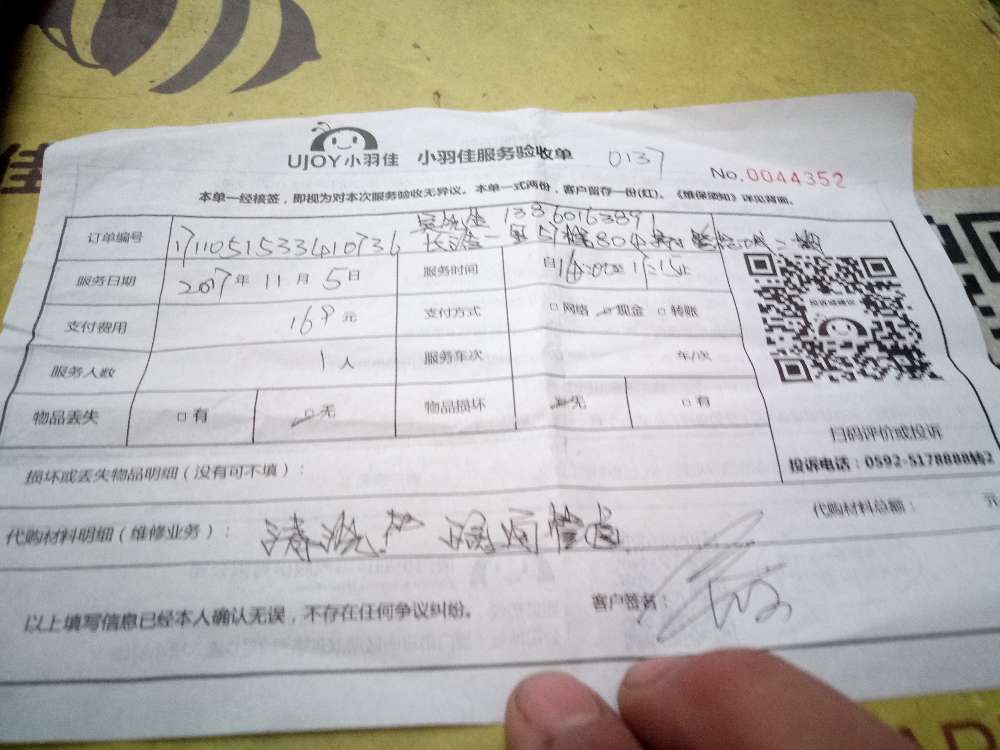 UJOY小羽佳 小羽佳服务验收单 0137
No.0044352
本单一经核签，即视为对本次服务验收无异议。本单一式两份，客户留存一份(红)。《维保须知》详见背面。
订单编号 1711051533410736
服务日期 2017年11月5日 服务时间
支付费用 169元 支付方式 □网络 □现金 □转账
服务人数 1人 服务车次 车/次
物品丢失 □有 □无 物品损坏 □无 □有
扫码评价或投诉
投诉电话：0592-5178888转2
损坏或丢失物品明细（没有可不填）：
代购材料明细（维修业务）： 清洗 代购材料总额： 元
以上填写信息已经本人确认无误，不存在任何争议纠纷。 客户签名：